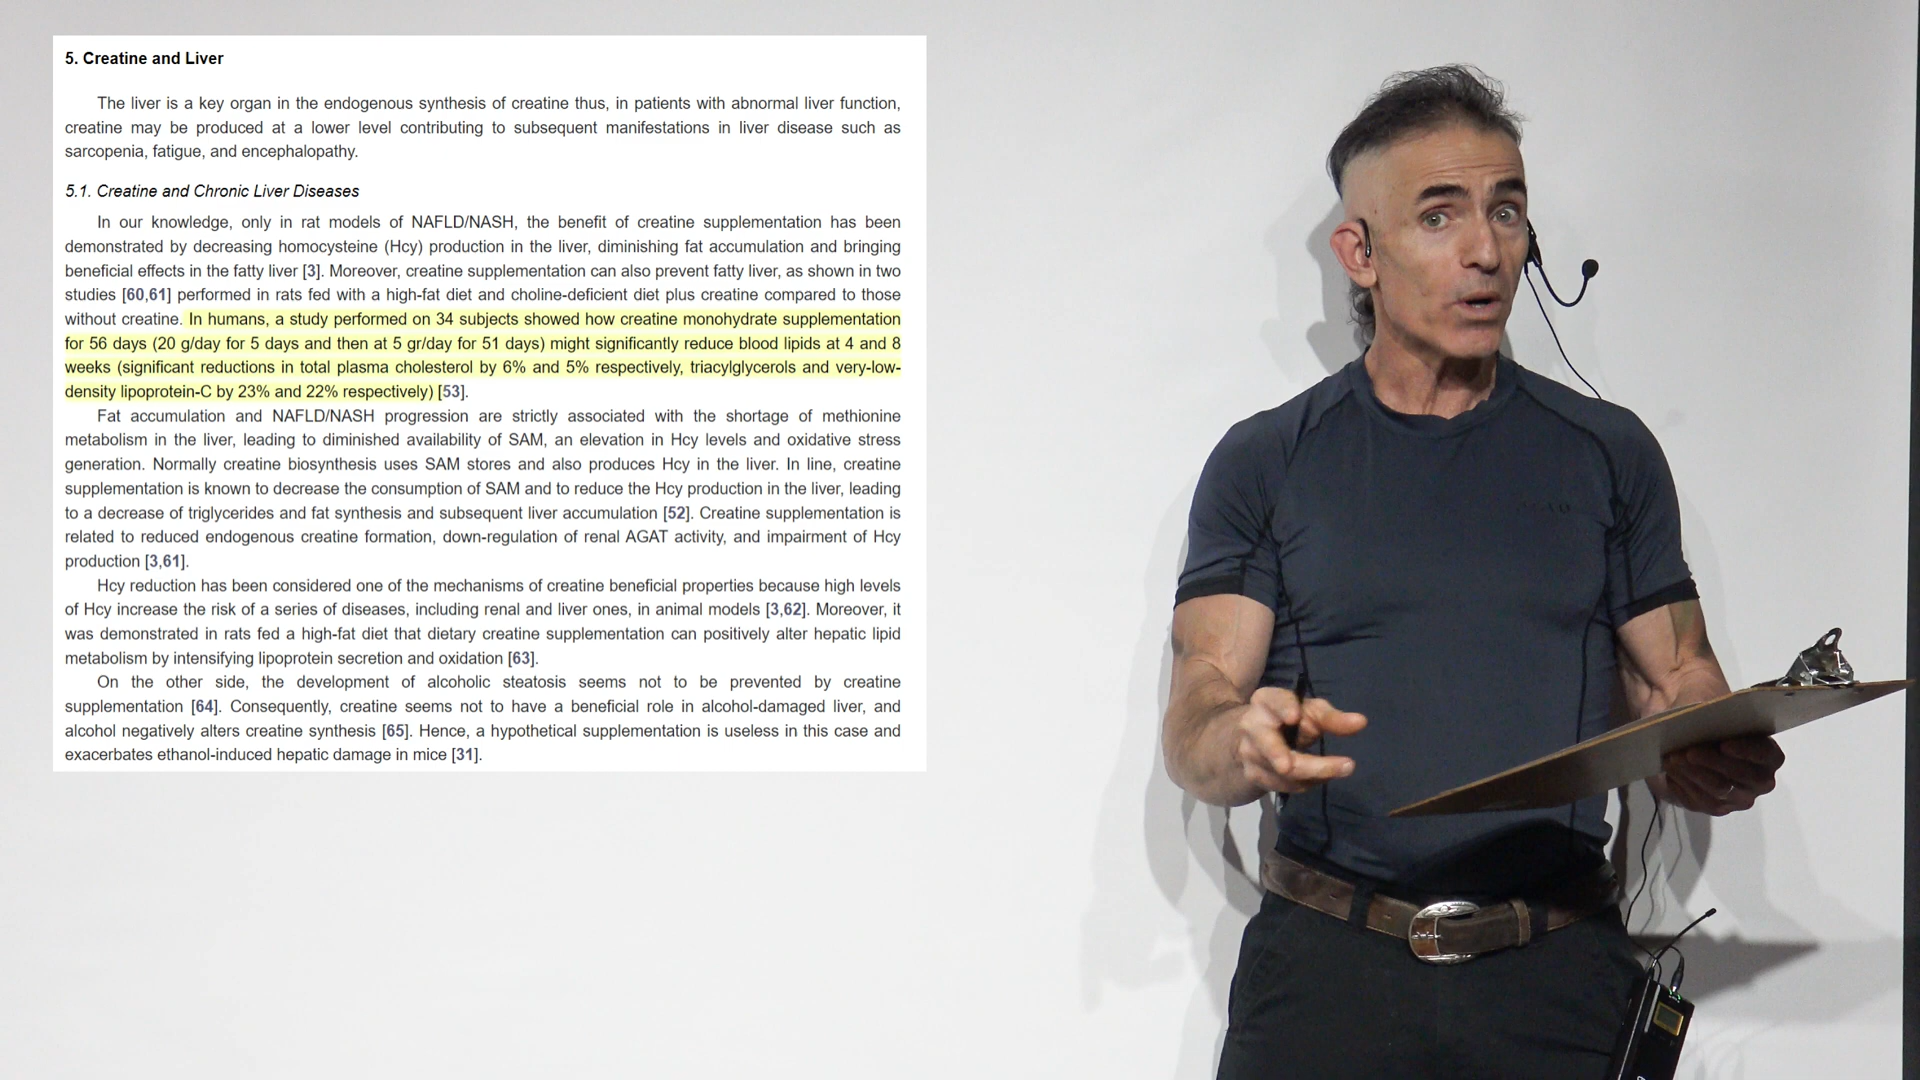 5. Creatine and Liver
The liver is a key organ in the endogenous synthesis of creatine thus, in patients with abnormal liver function,
creatine may be produced at a lower level contributing to subsequent manifestations in liver disease such as
sarcopenia, fatigue, and encephalopathy.
5.1. Creatine and Chronic Liver Diseases
In our knowledge, only in rat models of NAFLD/NASH, the benefit of creatine supplementation has been
demonstrated by decreasing homocysteine (Hcy) production in the liver, diminishing fat accumulation and bringing
beneficial effects in the fatty liver [3]. Moreover, creatine supplementation can also prevent fatty liver, as shown in two
studies [60,61] performed in rats fed with a high-fat diet and choline-deficient diet plus creatine compared to those
without creatine. In humans, a study performed on 34 subjects showed how creatine monohydrate supplementation
for 56 days (20 g/day for 5 days and then at 5 gr/day for 51 days) might significantly reduce blood lipids at 4 and 8
weeks (significant reductions in total plasma cholesterol by 6% and 5% respectively, triacylglycerols and very-low-
density lipoprotein-C by 23% and 22% respectively) [53].
Fat accumulation and NAFLD/NASH progression are strictly associated with the shortage of methionine
metabolism in the liver, leading to diminished availability of SAM, an elevation in Hcy levels and oxidative stress
generation. Normally creatine biosynthesis uses SAM stores and also produces Hcy in the liver. In line, creatine
supplementation is known to decrease the consumption of SAM and to reduce the Hcy production in the liver, leading
to a decrease of triglycerides and fat synthesis and subsequent liver accumulation [52]. Creatine supplementation is
related to reduced endogenous creatine formation, down-regulation of renal AGAT activity, and impairment of Hcy
production [3,61].
Hcy reduction has been considered one of the mechanisms of creatine beneficial properties because high levels
of Hcy increase the risk of a series of diseases, including renal and liver ones, in animal models [3,62]. Moreover, it
was demonstrated in rats fed a high-fat diet that dietary creatine supplementation can positively alter hepatic lipid
metabolism by intensifying lipoprotein secretion and oxidation [63].
On the other side, the development of alcoholic steatosis seems not to be prevented by creatine
supplementation [64]. Consequently, creatine seems not to have a beneficial role in alcohol-damaged liver, and
alcohol negatively alters creatine synthesis [65]. Hence, a hypothetical supplementation is useless in this case and
exacerbates ethanol-induced hepatic damage in mice [31].